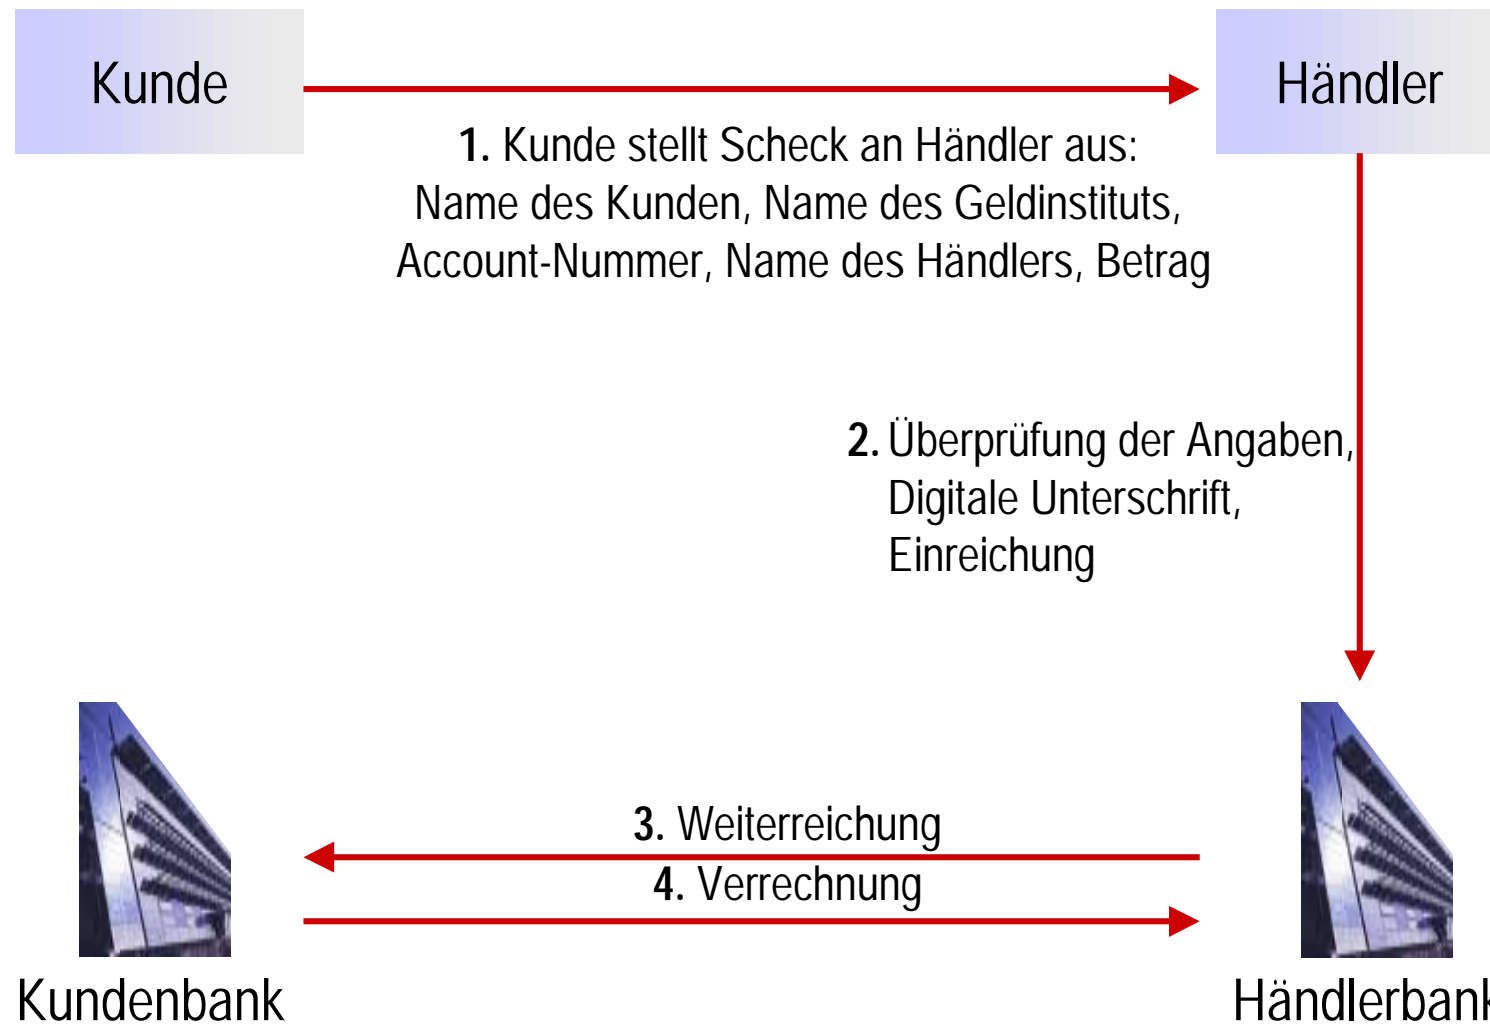 Kunde
Händler
1. Kunde stellt Scheck an Händler aus:
Name des Kunden, Name des Geldinstituts,
Account-Nummer, Name des Händlers, Betrag
2. Überprüfung der Angaben,
Digitale Unterschrift,
Einreichung
3. Weiterreichung
4. Verrechnung
Kundenbank
Händlerbank